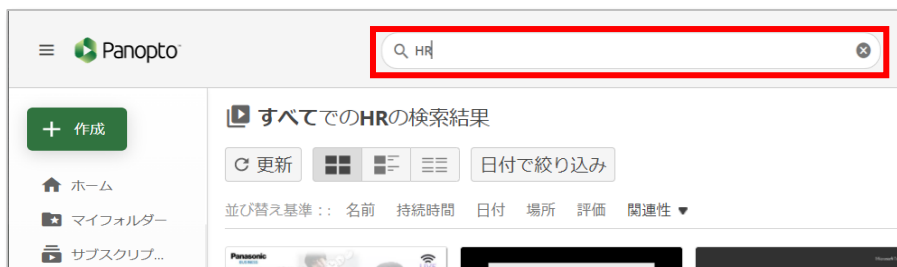 Panopto
HR
作成
すべてでのHRの検索結果
更新
日付で絞り込み
ホーム
並び替え基準:: 名前 持続時間 日付 場所 評価 関連性 ▼
マイフォルダー
サブスクリプ...
Panasonic
BUSINESS